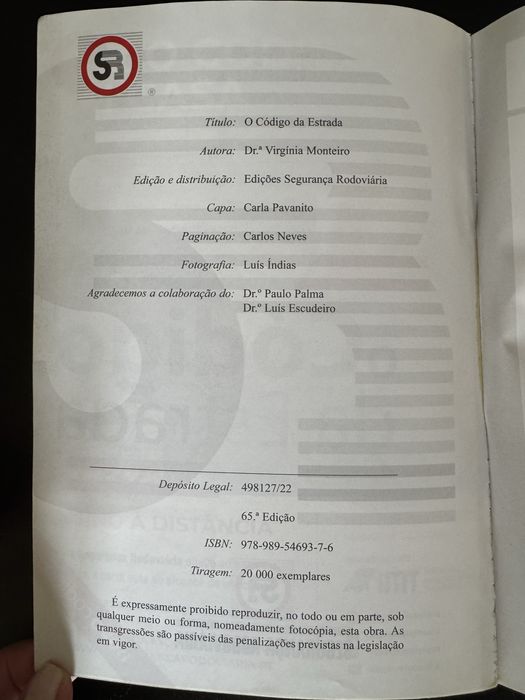 SR
®
Título: O Código da Estrada
Autora: Dr.ª Virgínia Monteiro
Edição e distribuição: Edições Segurança Rodoviária
Capa: Carla Pavanito
Paginação: Carlos Neves
Fotografia: Luís Índias
Agradecemos a colaboração do: Dr.º Paulo Palma
Dr.º Luís Escudeiro
Depósito Legal: 498127/22
65.ª Edição
ISBN: 978-989-54693-7-6
Tiragem: 20 000 exemplares
É expressamente proibido reproduzir, no todo ou em parte, sob
qualquer meio ou forma, nomeadamente fotocópia, esta obra. As
transgressões são passíveis das penalizações previstas na legislação
em vigor.